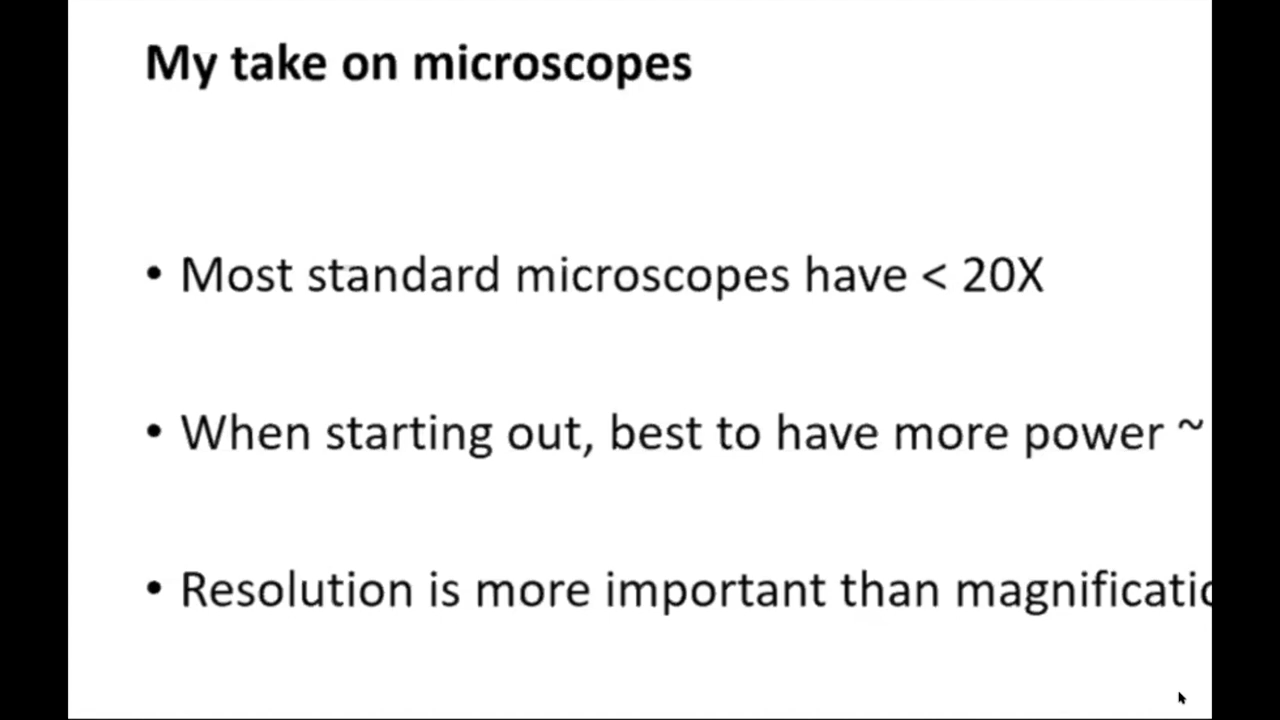 My take on microscopes
• Most standard microscopes have < 20X
• When starting out, best to have more power ~
• Resolution is more important than magnificatio